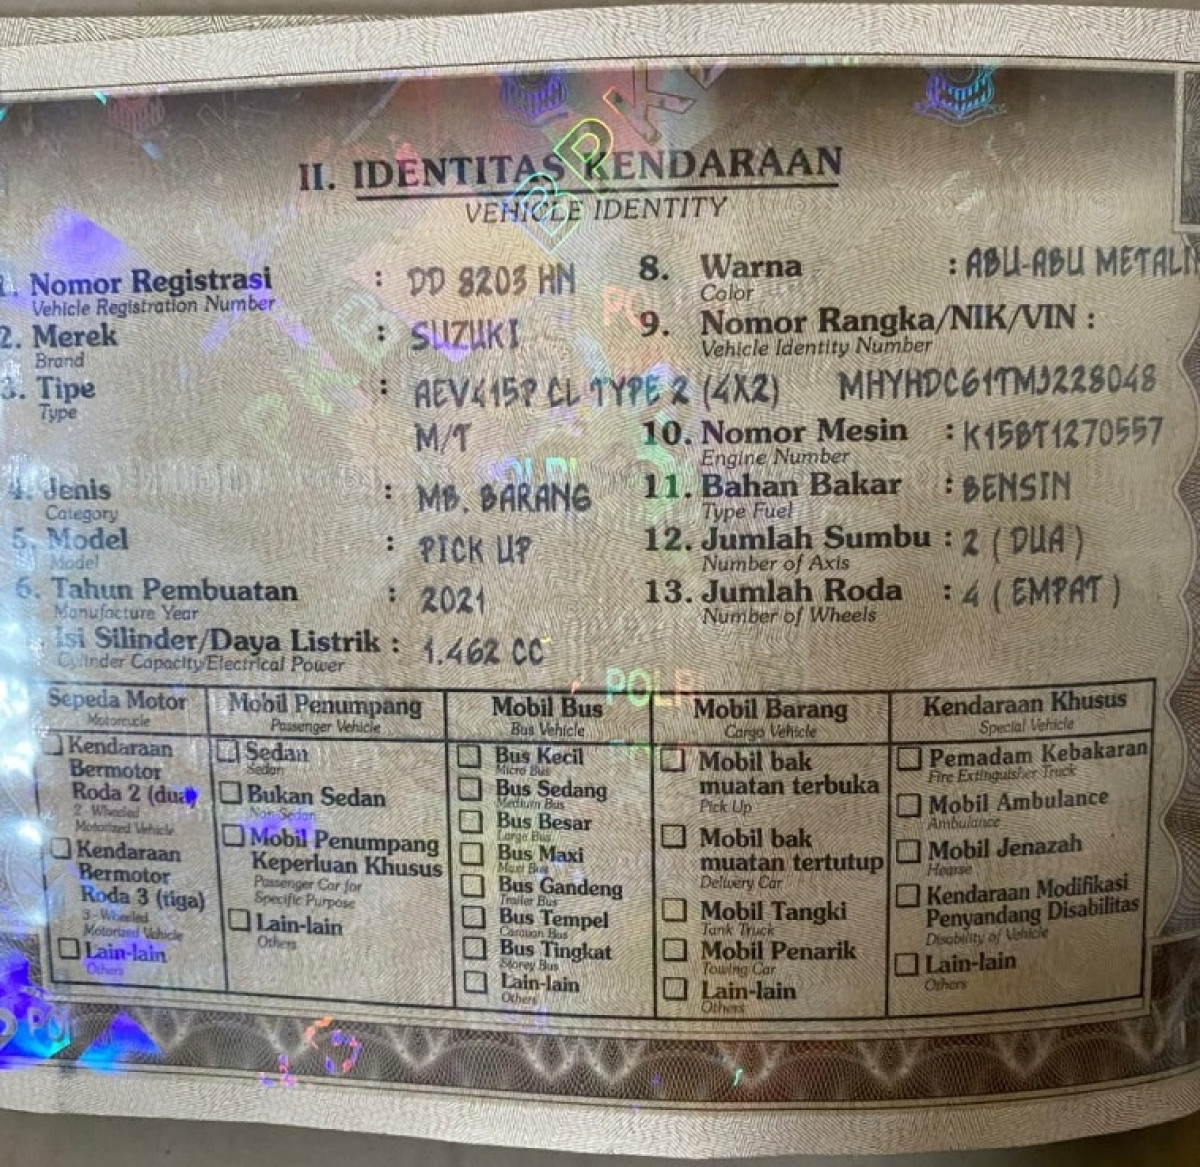 II. IDENTITAS KENDARAAN
VEHICLE IDENTITY
1. Nomor Registrasi : DD 8203 HN
Vehicle Registration Number
2. Merek : SUZUKI
Brand
3. Tipe : AEV415P CL TYPE 2 (4X2)
Type
M/T
4. Jenis : MB. BARANG
Category
5. Model : PICK UP
Model
6. Tahun Pembuatan : 2021
Manufacture Year
Isi Silinder/Daya Listrik : 1.462 CC
Cylinder Capacity/Electrical Power
8. Warna : ABU-ABU
Color
9. Nomor Rangka/NIK/VIN :
Vehicle Identity Number
MHYHDC61TMJ228048
10. Nomor Mesin : K15BT1270557
Engine Number
11. Bahan Bakar : BENSIN
Type Fuel
12. Jumlah Sumbu : 2 ( DUA )
Number of Axis
13. Jumlah Roda : 4 ( EMPAT )
Number of Wheels
Sepeda Motor
Motorcycle
Kendaraan
Bermotor
Roda 2 (dua)
2 - Wheeled
Motorized Vehicle
Kendaraan
Bermotor
Roda 3 (tiga)
3 - Wheeled
Motorized Vehicle
Lain-lain
Others
Mobil Penumpang
Passenger Vehicle
Sedan
Sedan
Bukan Sedan
Non Sedan
Mobil Penumpang
Keperluan Khusus
Passenger Car for
Specific Purpose
Lain-lain
Others
Mobil Bus
Bus Vehicle
Bus Kecil
Micro Bus
Bus Sedang
Medium Bus
Bus Besar
Large Bus
Bus Maxi
Maxi Bus
Bus Gandeng
Trailer Bus
Bus Tempel
Caravan Bus
Bus Tingkat
Storey Bus
Lain-lain
Others
Mobil Barang
Cargo Vehicle
Mobil bak
muatan terbuka
Pick Up
Mobil bak
muatan tertutup
Delivery Car
Mobil Tangki
Tank Truck
Mobil Penarik
Towing Car
Lain-lain
Others
Kendaraan Khusus
Special Vehicle
Pemadam Kebakaran
Fire Extinguisher Truck
Mobil Ambulance
Ambulance
Mobil Jenazah
Hearse
Kendaraan Modifikasi
Penyandang Disabilitas
Disability of Vehicle
Lain-lain
Others